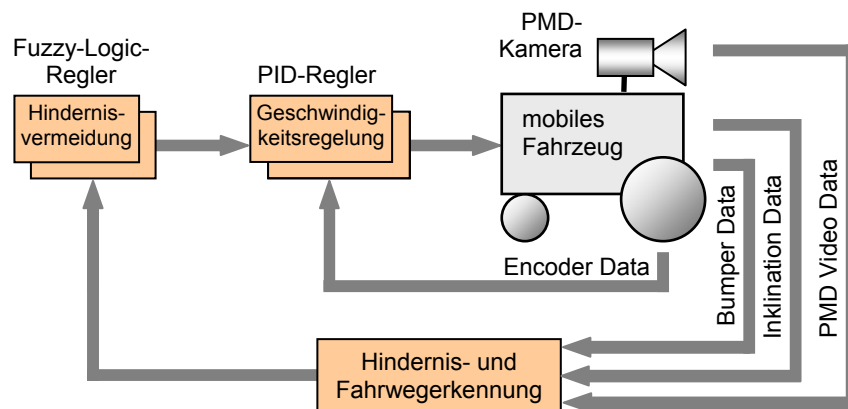 Fuzzy-Logic-
Regler
Hindernis-
vermeidung
PID-Regler
Geschwindig-
keitsregelung
PMD-
Kamera
mobiles
Fahrzeug
Encoder Data
Bumper Data
Inklination Data
PMD Video Data
Hindernis- und
Fahrwegerkennung